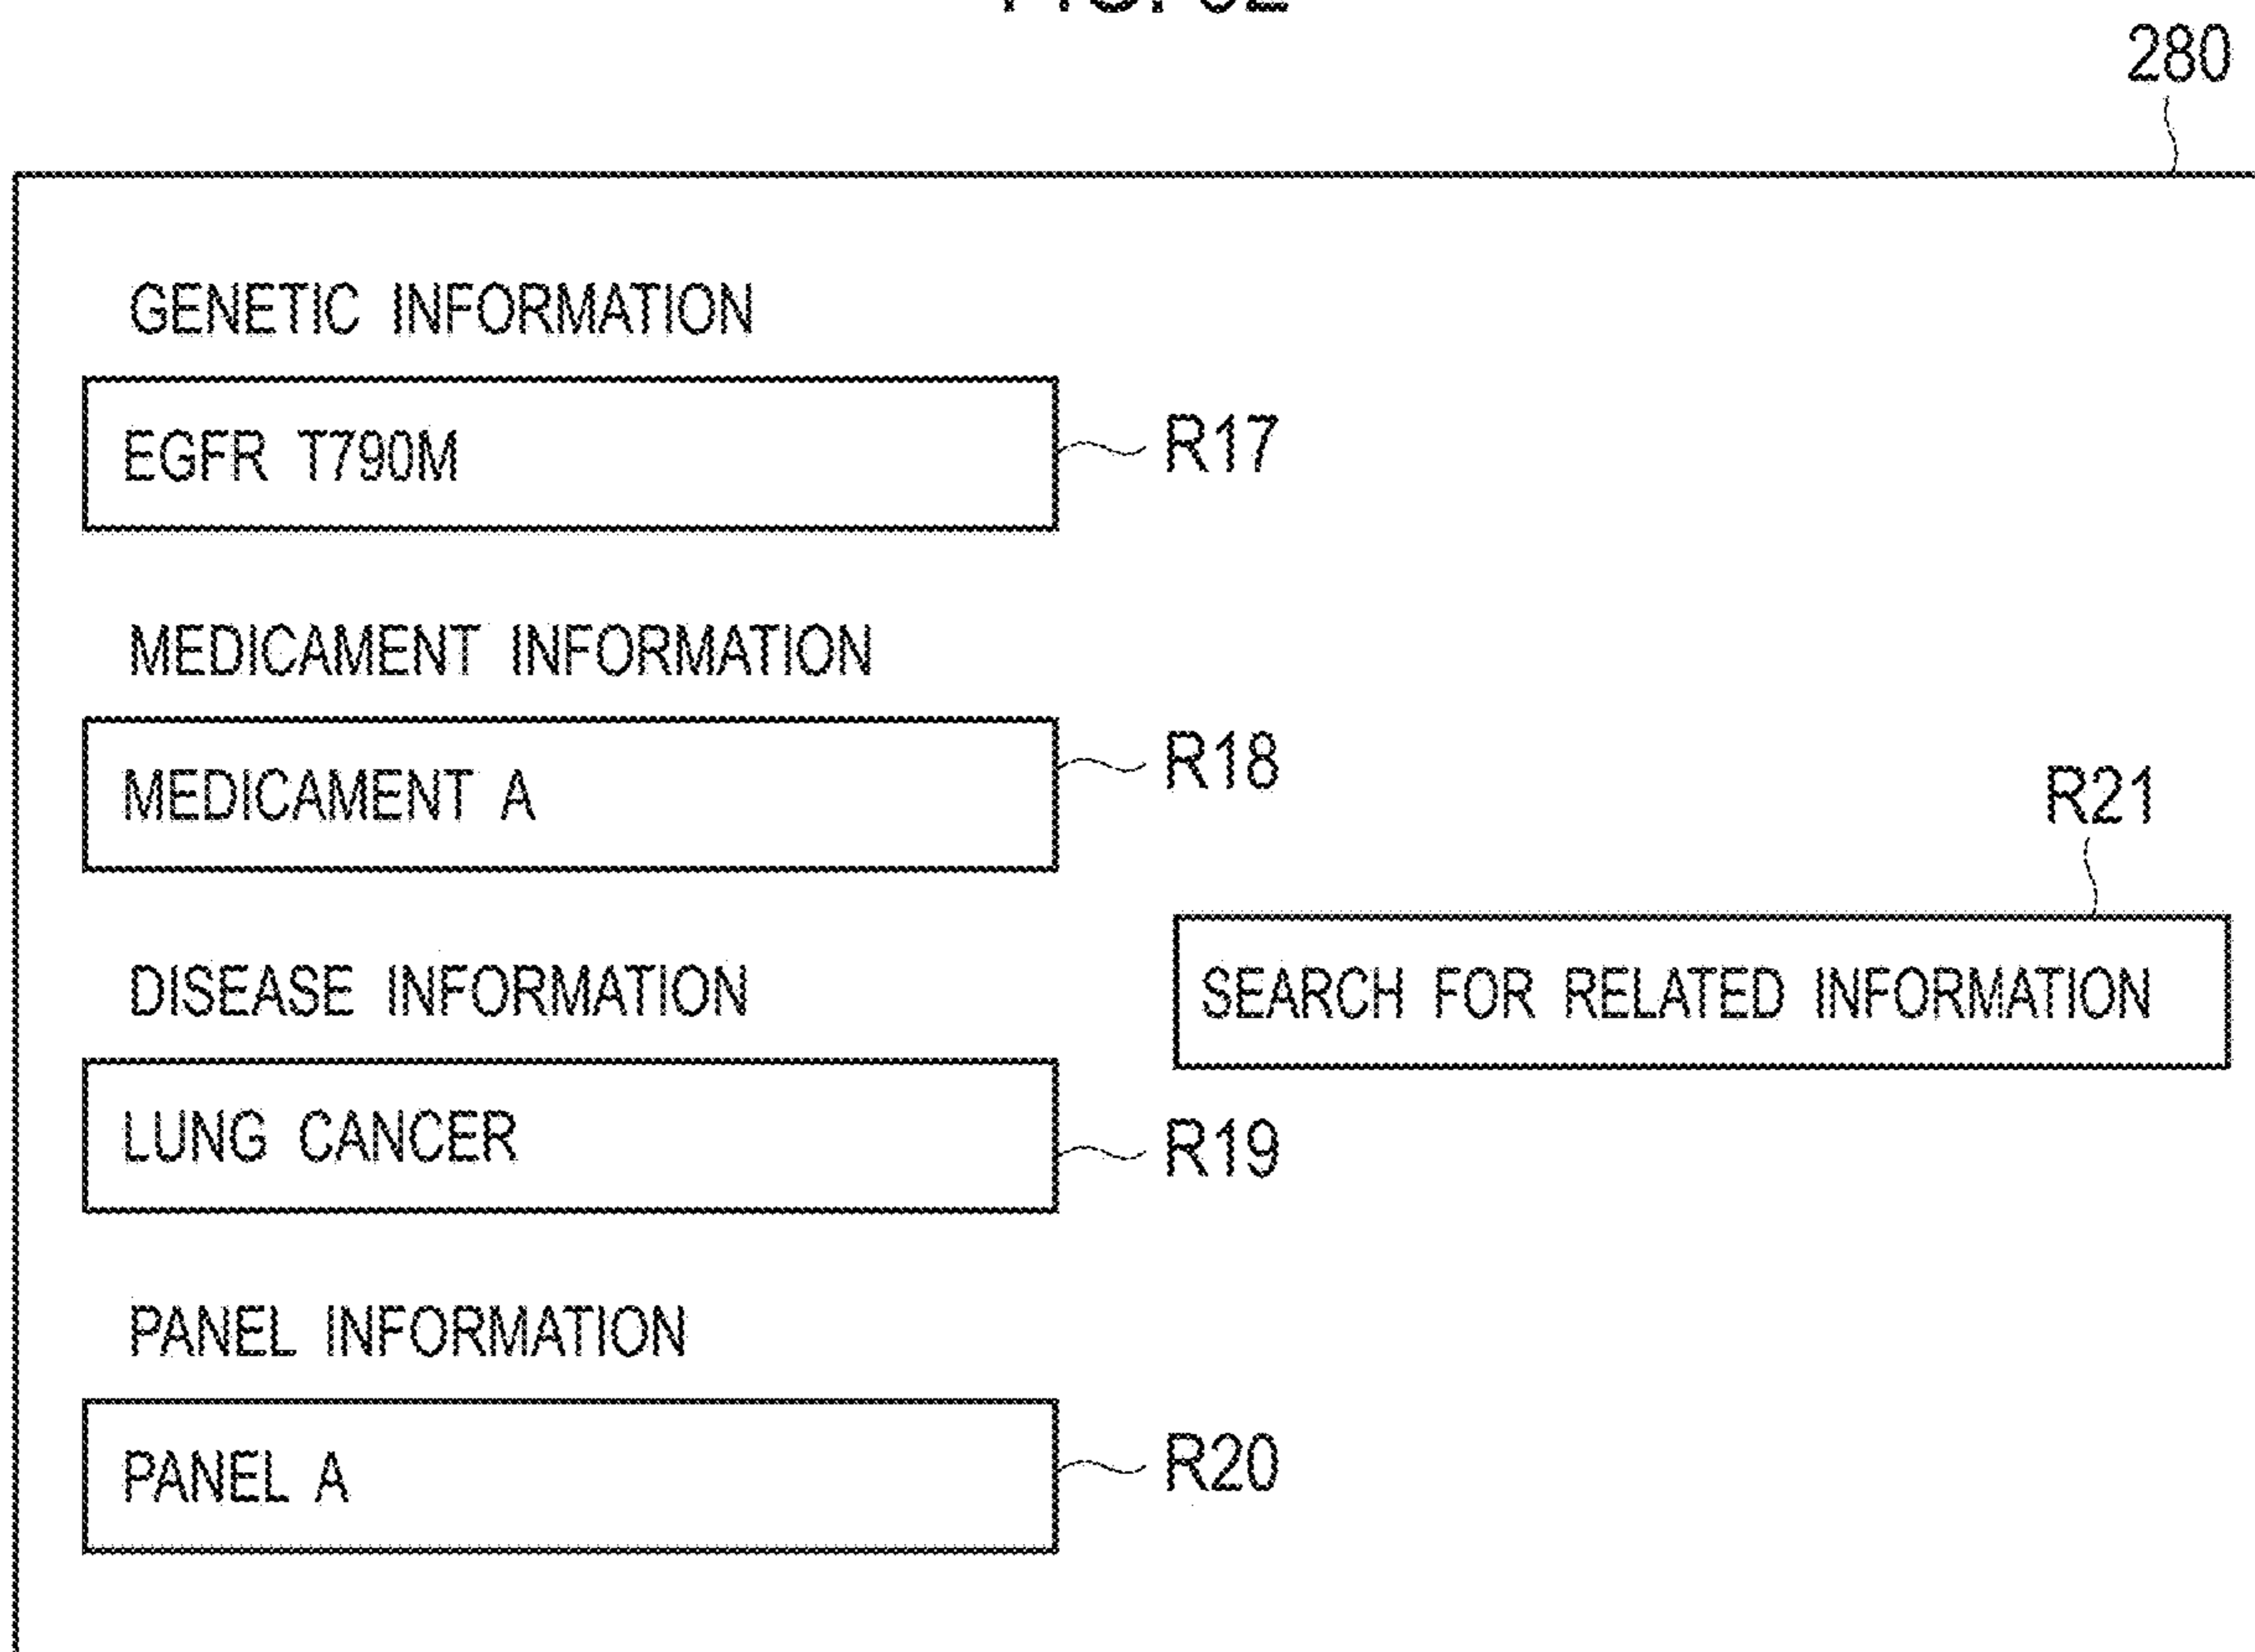 280
GENETIC INFORMATION
EGFR T790M
R17
MEDICAMENT INFORMATION
MEDICAMENT A
R18
R21
SEARCH FOR RELATED INFORMATION
DISEASE INFORMATION
LUNG CANCER
R19
PANEL INFORMATION
PANEL A
R20